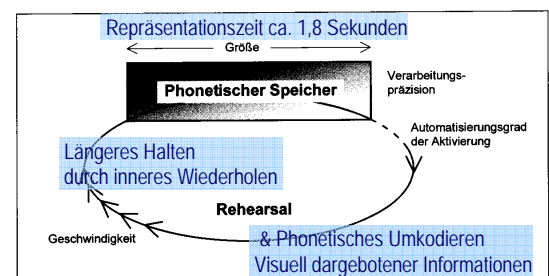 Repräsentationszeit ca. 1,8 Sekunden
Größe
Phonetischer Speicher
Verarbeitungs-
präzision
Automatisierungsgrad
der Aktivierung
Längeres Halten
durch inneres Wiederholen
Rehearsal
Geschwindigkeit
& Phonetisches Umkodieren
Visuell dargebotener Informationen